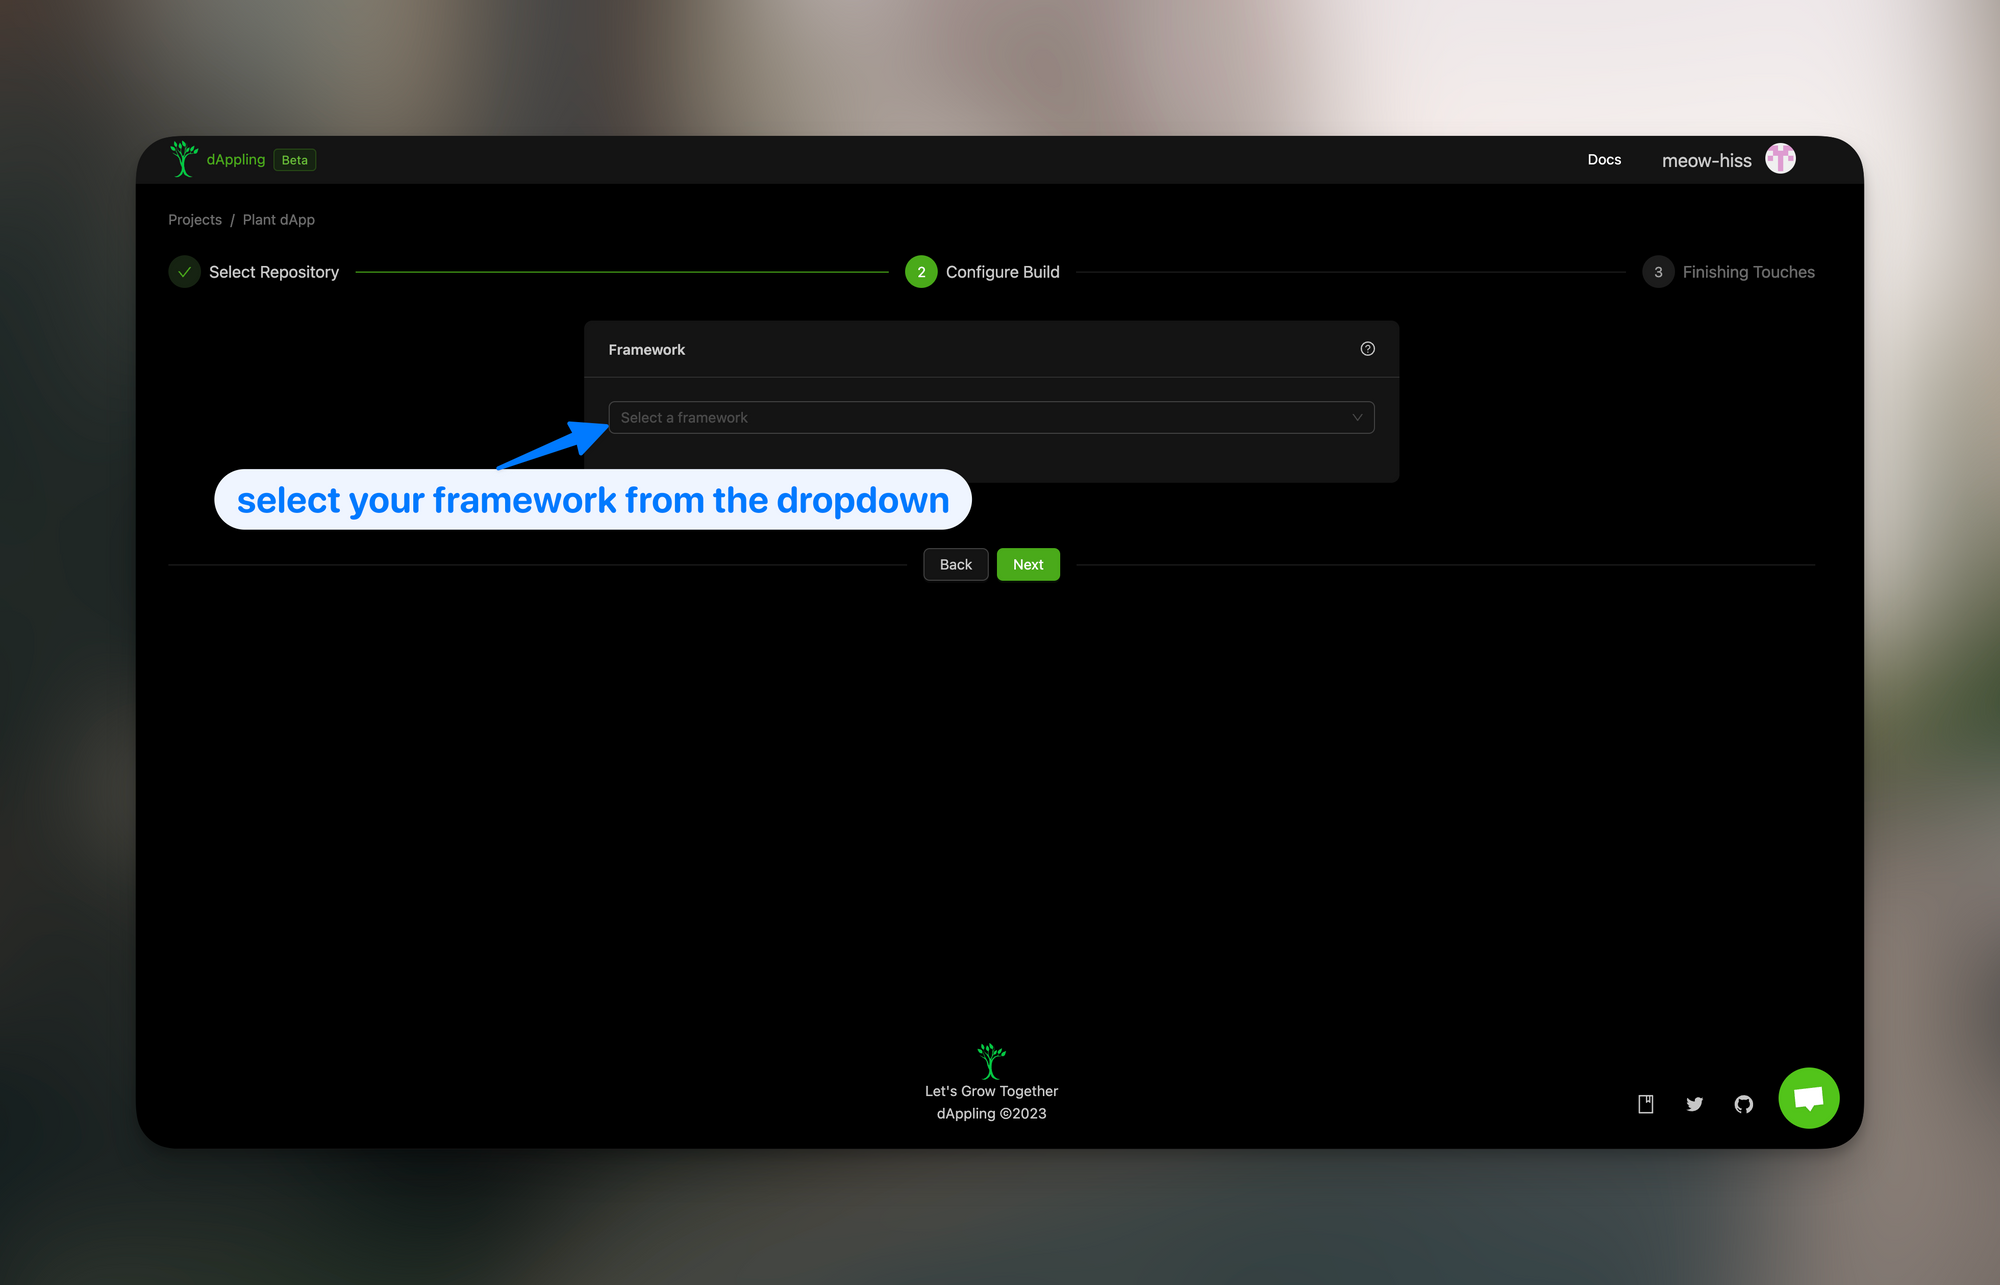 dAppling Beta
Docs
meow-hiss
Projects / Plant dApp
Select Repository
2 Configure Build
3 Finishing Touches
Framework
Select a framework
select your framework from the dropdown
Back
Next
Let's Grow Together
dAppling ©2023